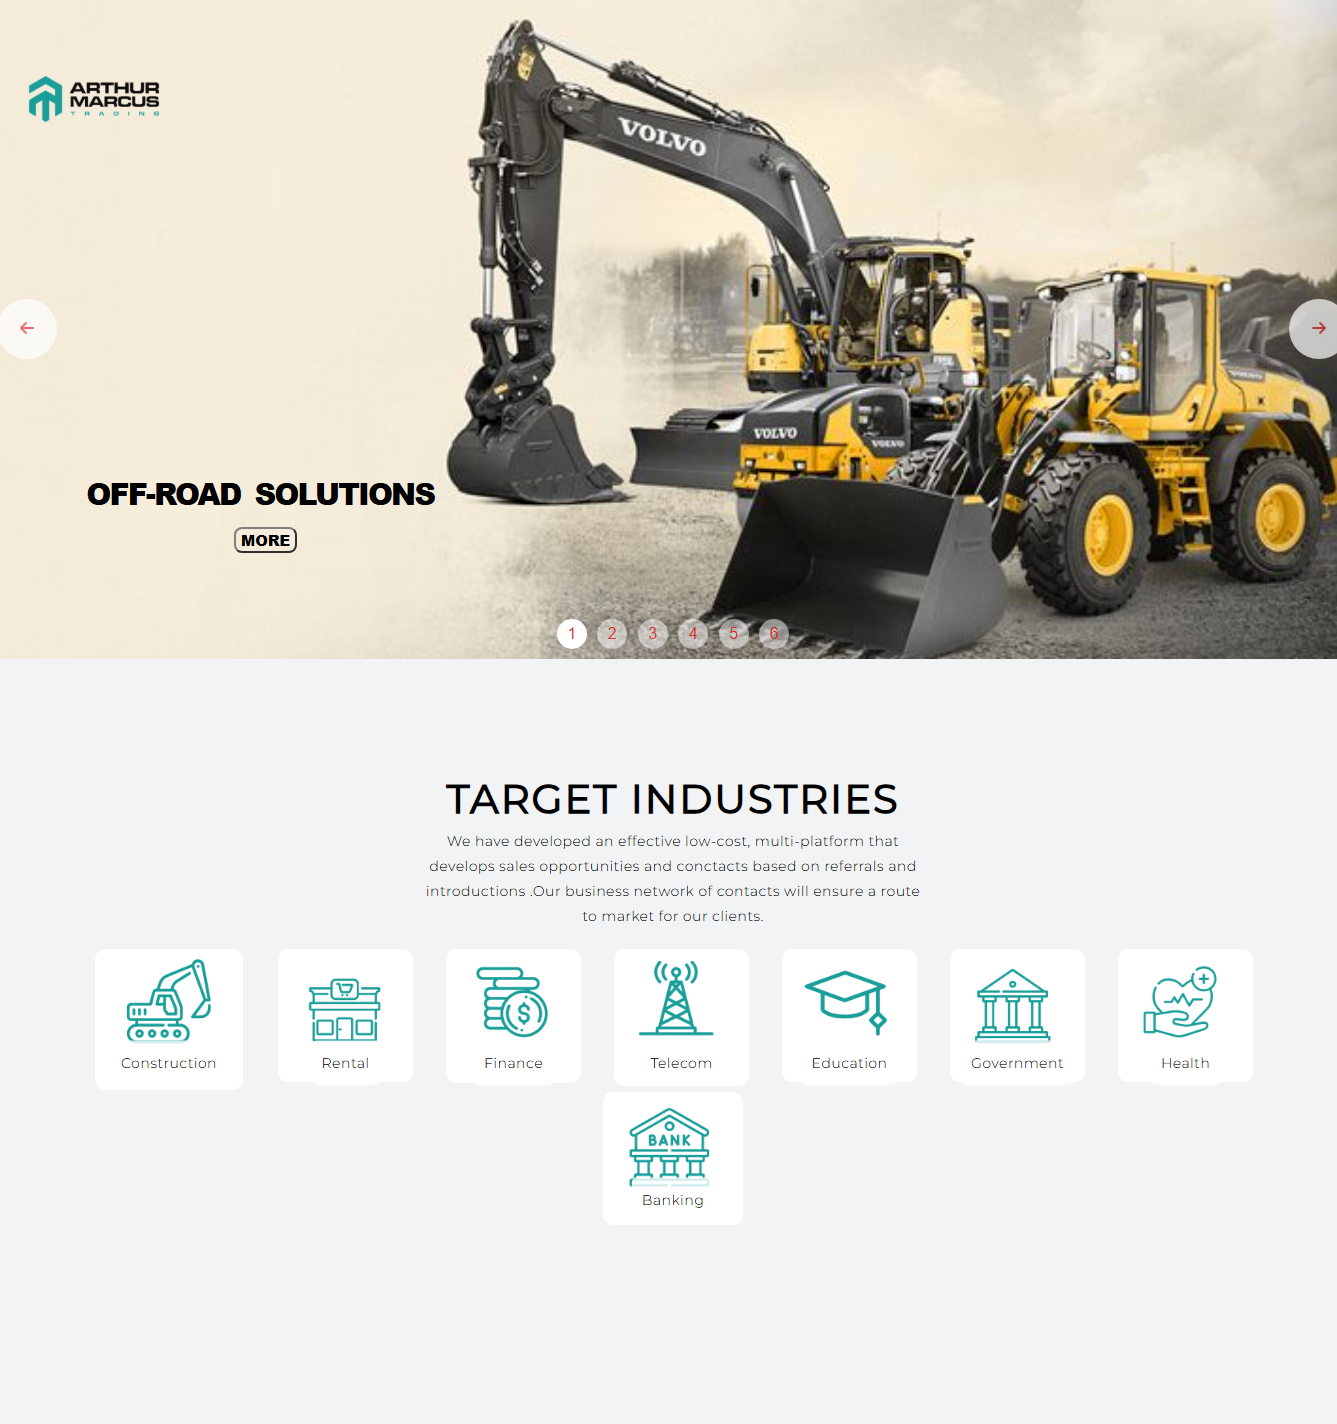 ARTHUR
MARCUS
TRADING
VOLVO
VOLVO
VOLVO
OFF-ROAD SOLUTIONS
MORE
1 2 3 4 5 6
TARGET INDUSTRIES
We have developed an effective low-cost, multi-platform that
develops sales opportunities and conctacts based on referrals and
introductions .Our business network of contacts will ensure a route
to market for our clients.
Construction Rental Finance Telecom Education Government Health
BANK
Banking